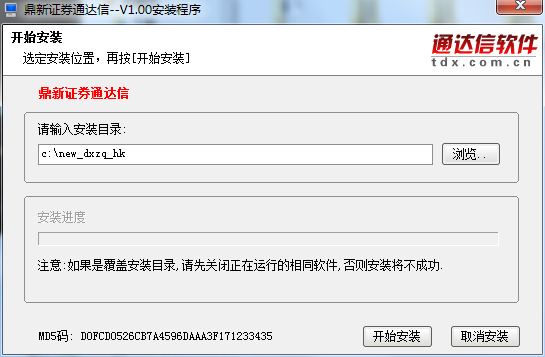 鼎新证券通达信--V1.00安装程序
开始安装
选定安装位置，再按[开始安装]
通达信软件
tdx.com.cn
鼎新证券通达信
请输入安装目录:
c:\new_dxzq_hk
浏览..
安装进度
注意:如果是覆盖安装目录,请先关闭正在运行的相同软件,否则安装将不成功.
MD5码: D0FCD0526CB7A4596DAAA3F171233435
开始安装
取消安装